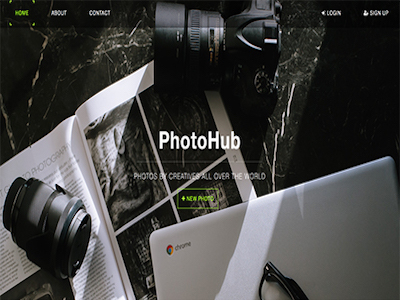 HOME ABOUT CONTACT LOGIN SIGN UP
PhotoHub
PHOTOS BY CREATIVES ALL OVER THE WORLD
+ NEW PHOTO
chrome